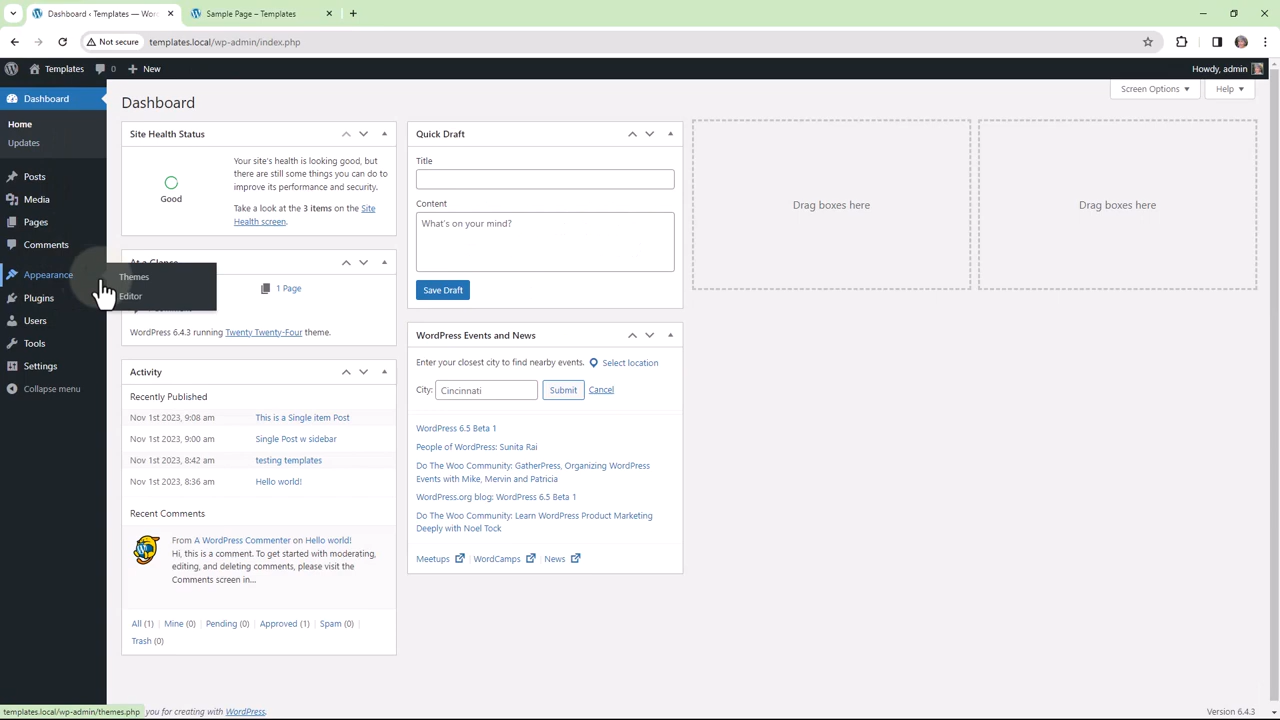 Dashboard ‹ Templates — Wor
Sample Page – Templates
Not secure
templates.local/wp-admin/index.php
Templates
0
New
Howdy, admin
Dashboard
Home
Updates
Posts
Media
Pages
Comments
Appearance
Themes
Editor
Plugins
Users
Tools
Settings
Collapse menu
Dashboard
Screen Options
Help
Site Health Status
Good
Your site's health is looking good, but
there are still some things you can do to
improve its performance and security.
Take a look at the 3 items on the Site
Health screen.
At a Glance
1 Page
WordPress 6.4.3 running Twenty Twenty-Four theme.
Activity
Recently Published
Nov 1st 2023, 9:08 am This is a Single item Post
Nov 1st 2023, 9:00 am Single Post w sidebar
Nov 1st 2023, 8:42 am testing templates
Nov 1st 2023, 8:36 am Hello world!
Recent Comments
From A WordPress Commenter on Hello world!
Hi, this is a comment. To get started with moderating,
editing, and deleting comments, please visit the
Comments screen in…
All (1) | Mine (0) | Pending (0) | Approved (1) | Spam (0) |
Trash (0)
Quick Draft
Title
Content
What's on your mind?
Save Draft
WordPress Events and News
Enter your closest city to find nearby events. Select location
City: Cincinnati Submit Cancel
WordPress 6.5 Beta 1
People of WordPress: Sunita Rai
Do The Woo Community: GatherPress, Organizing WordPress
Events with Mike, Mervin and Patricia
WordPress.org blog: WordPress 6.5 Beta 1
Do The Woo Community: Learn WordPress Product Marketing
Deeply with Noel Tock
Meetups | WordCamps | News
Drag boxes here
Drag boxes here
templates.local/wp-admin/themes.php
you for creating with WordPress.
Version 6.4.3